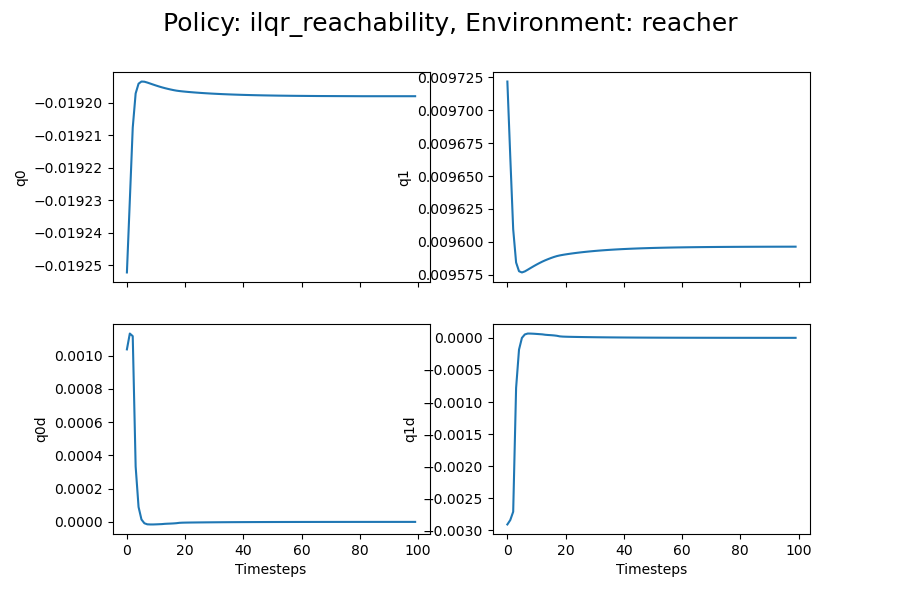 Policy: ilqr_reachability, Environment: reacher
−0.01920
−0.01921
−0.01922
−0.01923
−0.01924
−0.01925
q0
0.009725
0.009700
0.009675
0.009650
0.009625
0.009600
0.009575
q1
0.0010
0.0008
0.0006
0.0004
0.0002
0.0000
q0d
0 20 40 60 80 100
Timesteps
0.0000
−0.0005
−0.0010
−0.0015
−0.0020
−0.0025
−0.0030
q1d
0 20 40 60 80 100
Timesteps